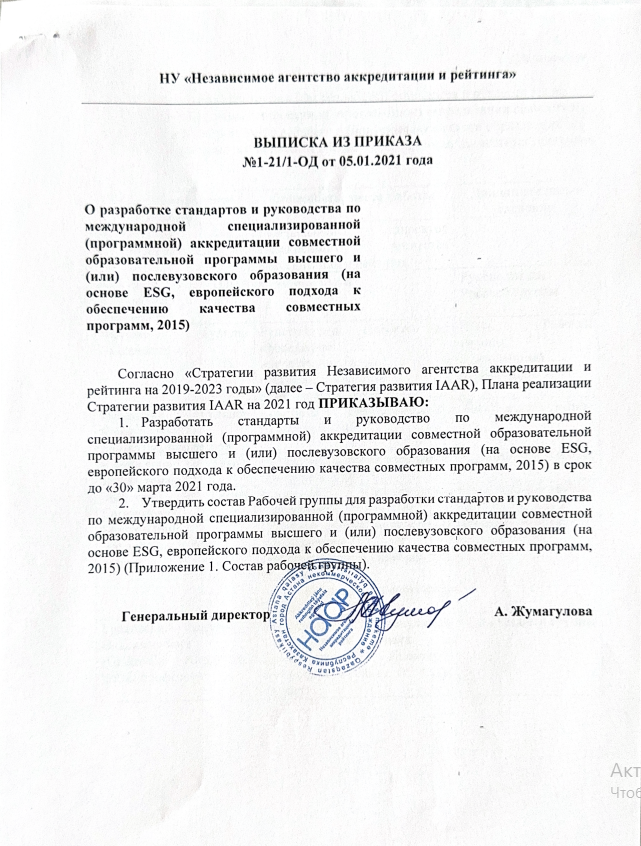 НУ «Независимое агентство аккредитации и рейтинга»
ВЫПИСКА ИЗ ПРИКАЗА
№1-21/1-ОД от 05.01.2021 года
О разработке стандартов и руководства по
международной специализированной
(программной) аккредитации совместной
образовательной программы высшего и
(или) послевузовского образования (на
основе ESG, европейского подхода к
обеспечению качества совместных
программ, 2015)
Согласно «Стратегии развития Независимого агентства аккредитации и
рейтинга на 2019-2023 годы» (далее – Стратегия развития IAAR), Плана реализации
Стратегии развития IAAR на 2021 год ПРИКАЗЫВАЮ:
1. Разработать стандарты и руководство по международной
специализированной (программной) аккредитации совместной образовательной
программы высшего и (или) послевузовского образования (на основе ESG,
европейского подхода к обеспечению качества совместных программ, 2015) в срок
до «30» марта 2021 года.
2. Утвердить состав Рабочей группы для разработки стандартов и руководства
по международной специализированной (программной) аккредитации совместной
образовательной программы высшего и (или) послевузовского образования (на
основе ESG, европейского подхода к обеспечению качества совместных программ,
2015) (Приложение 1. Состав рабочей группы).
Генеральный директор А. Жумагулова
НАОР
Акт
Чтоб